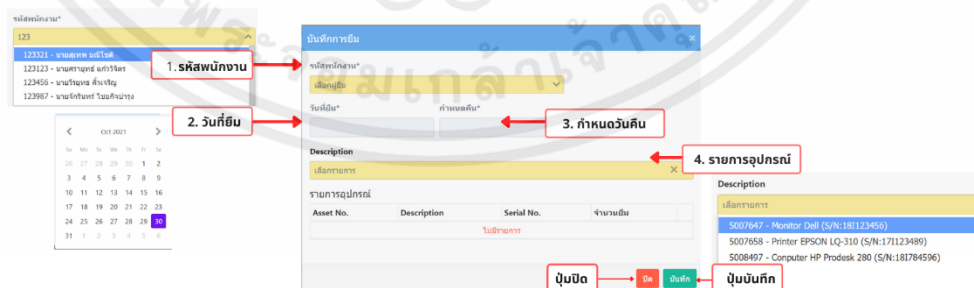 รหัสพนักงาน*
123
123321 - นายสุเทพ มณีโชติ
123123 - นายศราวุทธ์ แก้ววิจิตร
123456 - นายวีรยุทธ ลิ้วเจริญ
123987 - นายจักรินทร์ ไชยกิจบำรุง
1.รหัสพนักงาน
Oct 2021
Su Mo Tu We Th Fr Sa
26 27 28 29 30 1 2
3 4 5 6 7 8 9
10 11 12 13 14 15 16
17 18 19 20 21 22 23
24 25 26 27 28 29 30
31 1 2 3 4 5 6
2. วันที่ยืม
บันทึกการยืม ×
รหัสพนักงาน*
เลือกผู้ยืม
วันที่ยืม* กำหนดคืน*
3. กำหนดวันคืน
Description
เลือกรายการ ×
4. รายการอุปกรณ์
รายการอุปกรณ์
Asset No. Description Serial No. จำนวนยืม
ไม่มีรายการ
ปุ่มปิด
ปิด บันทึก
ปุ่มบันทึก
Description
เลือกรายการ
5007647 - Monitor Dell (S/N:18I123456)
5007658 - Printer EPSON LQ-310 (S/N:17I123489)
5008497 - Conputer HP Prodesk 280 (S/N:18I784596)